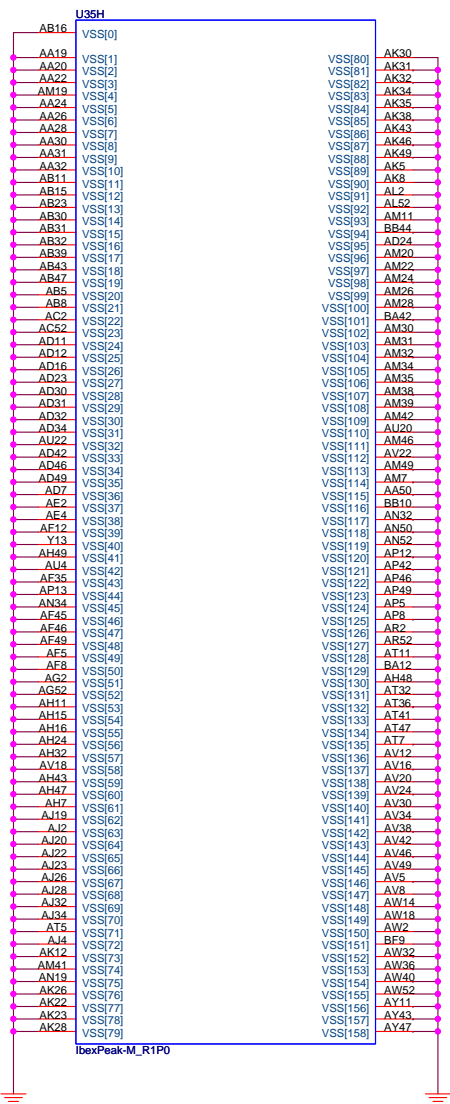 U35H
AB16 VSS[0]
AA19 VSS[1] VSS[80] AK30
AA20 VSS[2] VSS[81] AK31
AA22 VSS[3] VSS[82] AK32
AM19 VSS[4] VSS[83] AK34
AA24 VSS[5] VSS[84] AK35
AA26 VSS[6] VSS[85] AK38
AA28 VSS[7] VSS[86] AK43
AA30 VSS[8] VSS[87] AK46
AA31 VSS[9] VSS[88] AK49
AA32 VSS[10] VSS[89] AK5
AB11 VSS[11] VSS[90] AK8
AB15 VSS[12] VSS[91] AL2
AB23 VSS[13] VSS[92] AL52
AB30 VSS[14] VSS[93] AM11
AB31 VSS[15] VSS[94] BB44
AB32 VSS[16] VSS[95] AD24
AB39 VSS[17] VSS[96] AM20
AB43 VSS[18] VSS[97] AM22
AB47 VSS[19] VSS[98] AM24
AB5 VSS[20] VSS[99] AM26
AB8 VSS[21] VSS[100] AM28
AC2 VSS[22] VSS[101] BA42
AC52 VSS[23] VSS[102] AM30
AD11 VSS[24] VSS[103] AM31
AD12 VSS[25] VSS[104] AM32
AD16 VSS[26] VSS[105] AM34
AD23 VSS[27] VSS[106] AM35
AD30 VSS[28] VSS[107] AM38
AD31 VSS[29] VSS[108] AM39
AD32 VSS[30] VSS[109] AM42
AD34 VSS[31] VSS[110] AU20
AU22 VSS[32] VSS[111] AM46
AD42 VSS[33] VSS[112] AV22
AD46 VSS[34] VSS[113] AM49
AD49 VSS[35] VSS[114] AM7
AD7 VSS[36] VSS[115] AA50
AE2 VSS[37] VSS[116] BB10
AE4 VSS[38] VSS[117] AN32
AF12 VSS[39] VSS[118] AN50
Y13 VSS[40] VSS[119] AN52
AH49 VSS[41] VSS[120] AP12
AU4 VSS[42] VSS[121] AP42
AF35 VSS[43] VSS[122] AP46
AP13 VSS[44] VSS[123] AP49
AN34 VSS[45] VSS[124] AP5
AF45 VSS[46] VSS[125] AP8
AF46 VSS[47] VSS[126] AR2
AF49 VSS[48] VSS[127] AR52
AF5 VSS[49] VSS[128] AT11
AF8 VSS[50] VSS[129] BA12
AG2 VSS[51] VSS[130] AH48
AG52 VSS[52] VSS[131] AT32
AH11 VSS[53] VSS[132] AT36
AH15 VSS[54] VSS[133] AT41
AH16 VSS[55] VSS[134] AT47
AH24 VSS[56] VSS[135] AT7
AH32 VSS[57] VSS[136] AV12
AV18 VSS[58] VSS[137] AV16
AH43 VSS[59] VSS[138] AV20
AH47 VSS[60] VSS[139] AV24
AH7 VSS[61] VSS[140] AV30
AJ19 VSS[62] VSS[141] AV34
AJ2 VSS[63] VSS[142] AV38
AJ20 VSS[64] VSS[143] AV42
AJ22 VSS[65] VSS[144] AV46
AJ23 VSS[66] VSS[145] AV49
AJ26 VSS[67] VSS[146] AV5
AJ28 VSS[68] VSS[147] AV8
AJ32 VSS[69] VSS[148] AW14
AJ34 VSS[70] VSS[149] AW18
AT5 VSS[71] VSS[150] AW2
AJ4 VSS[72] VSS[151] BF9
AK12 VSS[73] VSS[152] AW32
AM41 VSS[74] VSS[153] AW36
AN19 VSS[75] VSS[154] AW40
AK26 VSS[76] VSS[155] AW52
AK22 VSS[77] VSS[156] AY11
AK23 VSS[78] VSS[157] AY43
AK28 VSS[79] VSS[158] AY47
IbexPeak-M_R1P0